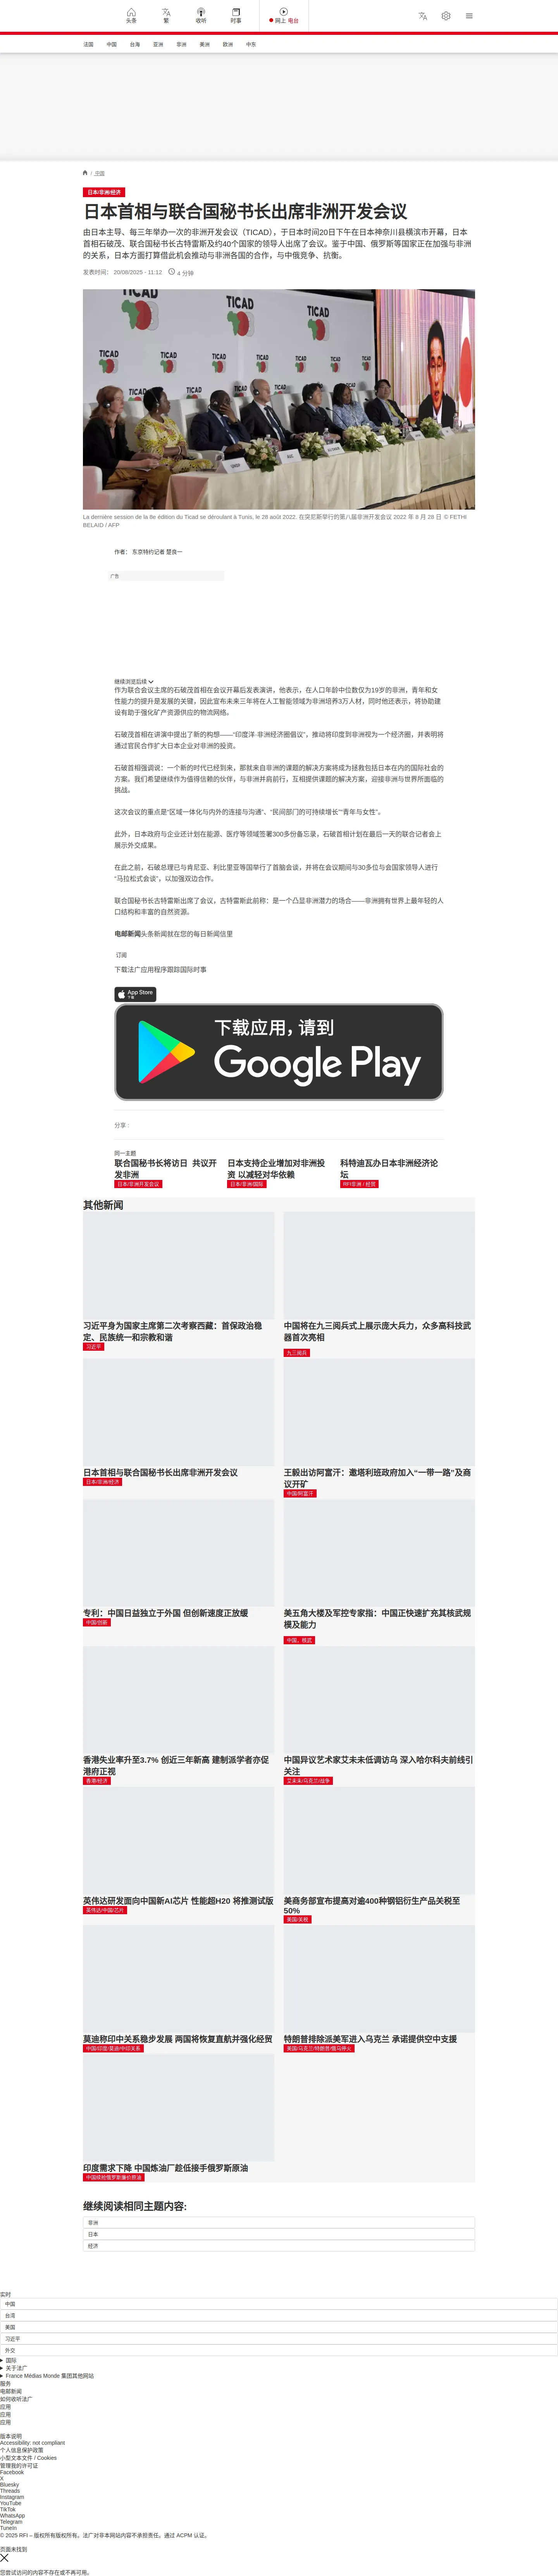 头条
繁
收听
时事
网上 电台
法国
中国
台海
亚洲
非洲
美洲
欧洲
中东
/ 中国
日本/非洲/经济
日本首相与联合国秘书长出席非洲开发会议
由日本主导、每三年举办一次的非洲开发会议（TICAD），于日本时间20日下午在日本神奈川县横滨市开幕，日本
首相石破茂、联合国秘书长古特雷斯及约40个国家的领导人出席了会议。鉴于中国、俄罗斯等国家正在加强与非洲
的关系，日本方面打算借此机会推动与非洲各国的合作，与中俄竞争、抗衡。
发表时间： 20/08/2025 - 11:12
4 分钟
TICAD
TICAD
TICAD
TICAD
TICAD
TICAD
La dernière session de la 8e édition du Ticad se déroulant à Tunis, le 28 août 2022. 在突尼斯举行的第八届非洲开发会议 2022 年 8 月 28 日 © FETHI
BELAID / AFP
作者： 东京特约记者 楚良一
广告
继续浏览后续
作为联合会议主席的石破茂首相在会议开幕后发表演讲，他表示，在人口年龄中位数仅为19岁的非洲，青年和女
性能力的提升是发展的关键，因此宣布未来三年将在人工智能领域为非洲培养3万人材，同时他还表示，将协助建
设有助于强化矿产资源供应的物流网络。
石破茂首相在讲演中提出了新的构想——“印度洋·非洲经济圈倡议”，推动将印度到非洲视为一个经济圈，并表明将
通过官民合作扩大日本企业对非洲的投资。
石破茂首相强调说：一个新的时代已经到来，那就来自非洲的课题的解决方案将成为拯救包括日本在内的国际社会的
方案。我们希望继续作为值得信赖的伙伴，与非洲并肩前行，互相提供课题的解决方案，迎接非洲与世界所面临的
挑战。
这次会议的重点是“区域一体化与内外的连接与沟通”、“民间部门的可持续增长”“青年与女性”。
此外，日本政府与企业还计划在能源、医疗等领域签署300多份备忘录，石破首相计划在最后一天的联合记者会上
展示外交成果。
在此之前，石破总理已与肯尼亚、利比里亚等国举行了首脑会谈，并将在会议期间与30多位与会国家领导人进行
“马拉松式会谈”，以加强双边合作。
联合国秘书长古特雷斯出席了会议，古特雷斯此前称：是一个凸显非洲潜力的场合——非洲拥有世界上最年轻的人
口结构和丰富的自然资源。
电邮新闻头条新闻就在您的每日新闻信里
订阅
下载法广应用程序跟踪国际时事
App Store
下载
下载应用，请到
Google Play
分享 :
同一主题
联合国秘书长将访日 共议开
发非洲
日本/非洲开发会议
日本支持企业增加对非洲投
资 以减轻对华依赖
日本/非洲/国际
科特迪瓦办日本非洲经济论
坛
RFI非洲 / 经贸
其他新闻
习近平身为国家主席第二次考察西藏：首保政治稳
定、民族统一和宗教和谐
习近平
中国将在九三阅兵式上展示庞大兵力，众多高科技武
器首次亮相
九三阅兵
日本首相与联合国秘书长出席非洲开发会议
日本/非洲/经济
王毅出访阿富汗：邀塔利班政府加入“一带一路”及商
议开矿
中国/阿富汗
专利：中国日益独立于外国 但创新速度正放缓
中国/创新
美五角大楼及军控专家指：中国正快速扩充其核武规
模及能力
中国，核武
香港失业率升至3.7% 创近三年新高 建制派学者亦促
港府正视
香港/经济
中国异议艺术家艾未未低调访乌 深入哈尔科夫前线引
关注
艾未未/乌克兰/战争
英伟达研发面向中国新AI芯片 性能超H20 将推测试版
英伟达/中国/芯片
美商务部宣布提高对逾400种钢铝衍生产品关税至
50%
美国/关税
莫迪称印中关系稳步发展 两国将恢复直航并强化经贸
中国/印度/莫迪/中印关系
特朗普排除派美军进入乌克兰 承诺提供空中支援
美国/乌克兰/特朗普/俄乌停火
印度需求下降 中国炼油厂趁低接手俄罗斯原油
中国续抢俄罗斯廉价原油
继续阅读相同主题内容:
非洲
日本
经济
实时
中国
台湾
美国
习近平
外交
国际
关于法广
France Médias Monde 集团其他网站
服务
电邮新闻
如何收听法广
应用
应用
应用
版本说明
Accessibility: not compliant
个人信息保护政策
小型文本文件 / Cookies
管理我的许可证
Facebook
X
Bluesky
Threads
Instagram
YouTube
TikTok
WhatsApp
Telegram
TuneIn
© 2025 RFI – 版权所有版权所有。法广对非本网站内容不承担责任。通过 ACPM 认证。
页面未找到
您尝试访问的内容不存在或不再可用。